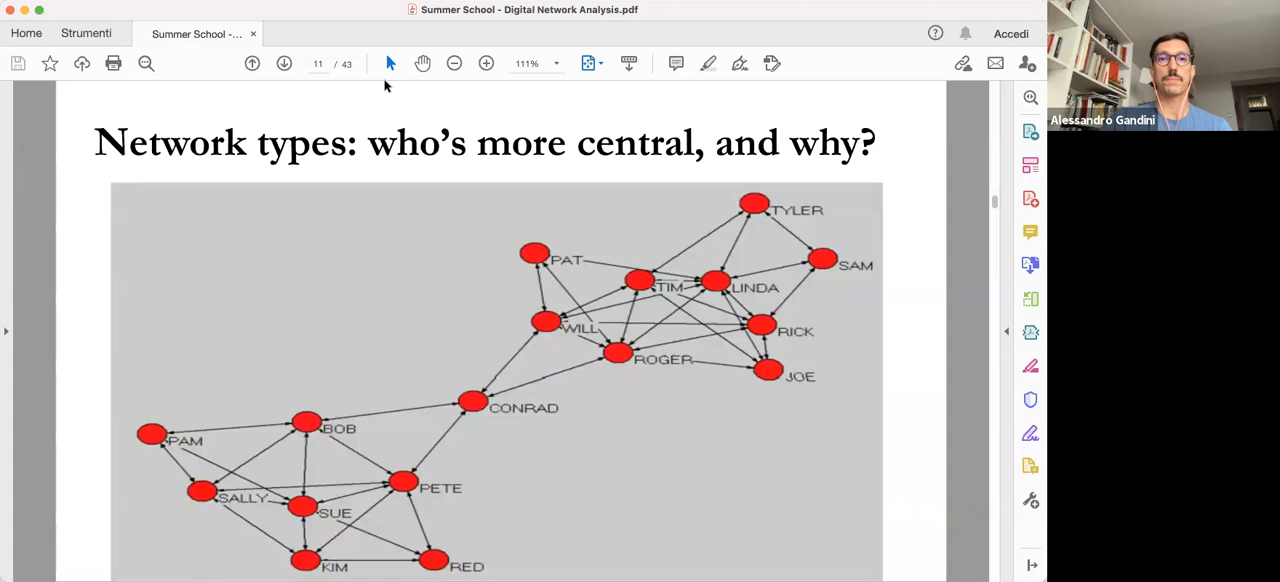 Summer School - Digital Network Analysis.pdf
Home Strumenti Summer School -... × Accedi
11 / 43 111%
Alessandro Gandini
Network types: who's more central, and why?
TYLER
PAT
SAM
TIM
LINDA
WILL
RICK
ROGER
JOE
CONRAD
BOB
PAM
PETE
SALLY
SUE
KIM
RED